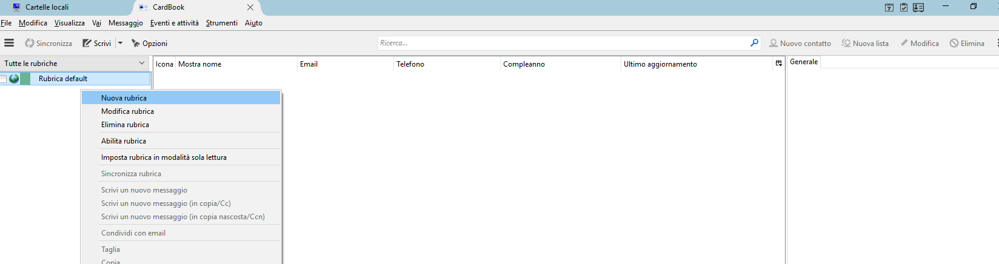 Cartelle locali CardBook
File Modifica Visualizza Vai Messaggio Eventi e attività Strumenti Aiuto
Sincronizza Scrivi Opzioni Ricerca... Nuovo contatto Nuova lista Modifica Elimina
Tutte le rubriche Icona Mostra nome Email Telefono Compleanno Ultimo aggiornamento Generale
Rubrica default
Nuova rubrica
Modifica rubrica
Elimina rubrica
Abilita rubrica
Imposta rubrica in modalità sola lettura
Sincronizza rubrica
Scrivi un nuovo messaggio
Scrivi un nuovo messaggio (in copia/Cc)
Scrivi un nuovo messaggio (in copia nascosta/Ccn)
Condividi con email
Taglia
Copia